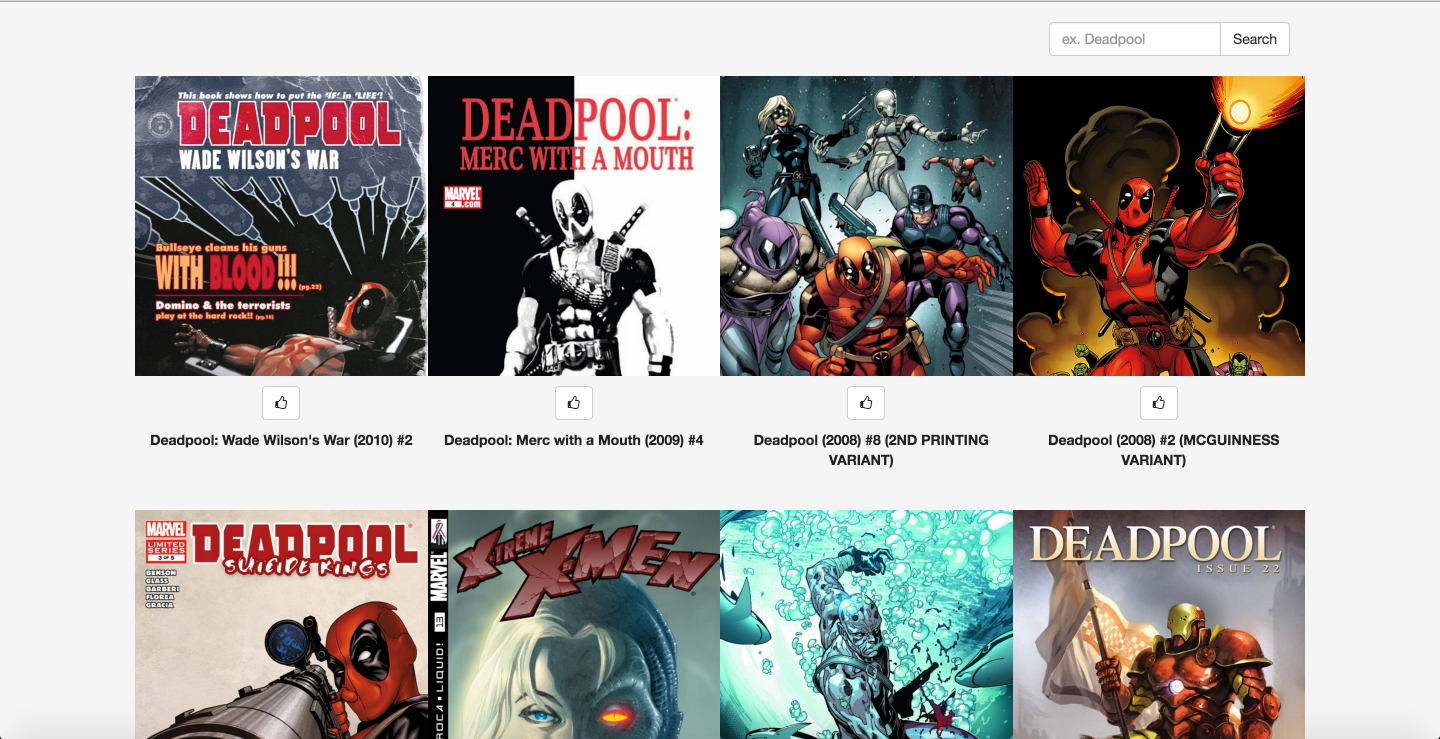 ex. Deadpool Search
This book shows how to put the "IF" in "LIFE"!
DEADPOOL
WADE WILSON'S WAR
Bullseye cleans his guns
WITH BLOOD!!!
(pg.22)
Domino & the terrorists
play at the hard rock!! (pg.18)
DEADPOOL:
MERC WITH A MOUTH
MARVEL
4 .com
Deadpool: Wade Wilson's War (2010) #2
Deadpool: Merc with a Mouth (2009) #4
Deadpool (2008) #8 (2ND PRINTING
VARIANT)
Deadpool (2008) #2 (MCGUINNESS
VARIANT)
MARVEL
LIMITED
SERIES
3 OF 5
DEADPOOL
SUICIDE KINGS
BENSON
GLASS
BARBERI
FLOREA
GRACIA
MARVEL
13
ROCA • LIQUID!
X-TREME
X-MEN
DEADPOOL
ISSUE 22